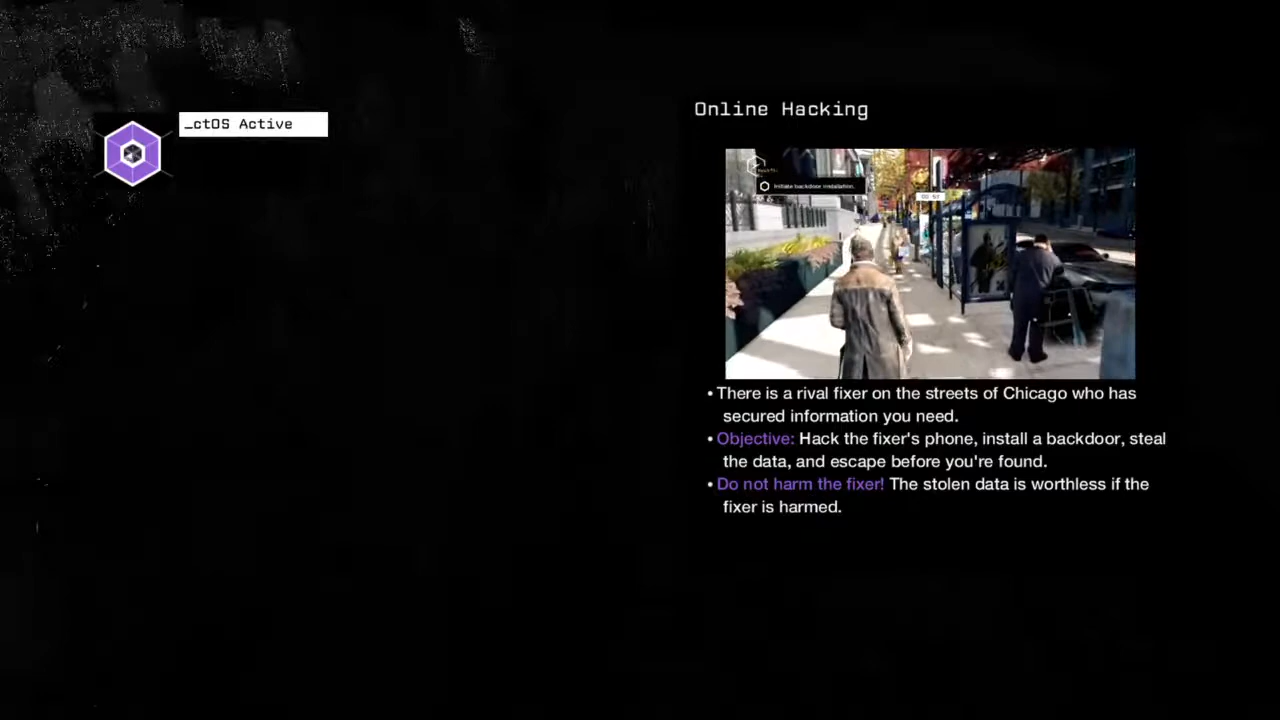 _ctOS Active
Online Hacking
Initiate backdoor installation.
• There is a rival fixer on the streets of Chicago who has
secured information you need.
• Objective: Hack the fixer's phone, install a backdoor, steal
the data, and escape before you're found.
• Do not harm the fixer! The stolen data is worthless if the
fixer is harmed.